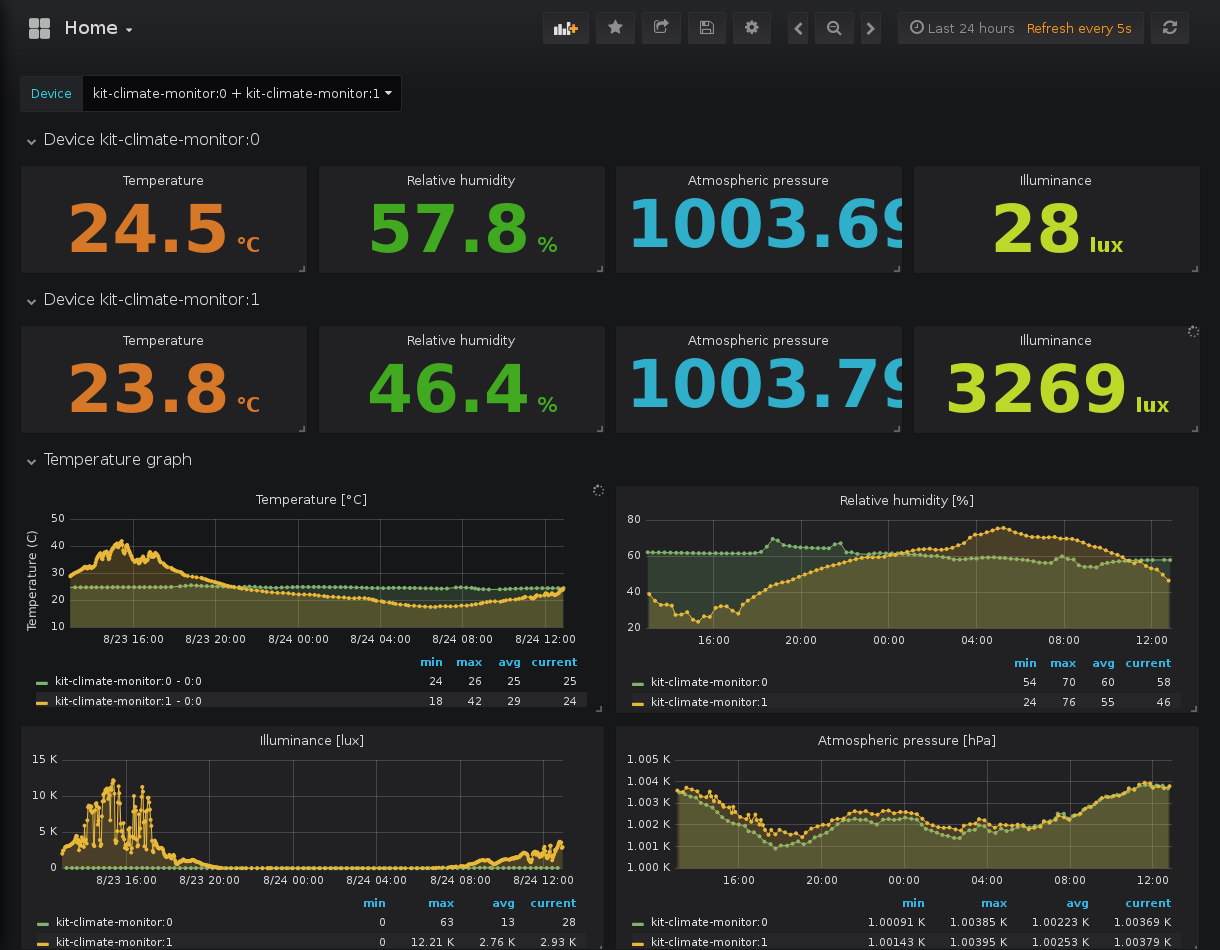 Home
Last 24 hours Refresh every 5s
Device kit-climate-monitor:0 + kit-climate-monitor:1
Device kit-climate-monitor:0
Temperature Relative humidity Atmospheric pressure Illuminance
24.5 °C 57.8 % 1003.69 28 lux
Device kit-climate-monitor:1
Temperature Relative humidity Atmospheric pressure Illuminance
23.8 °C 46.4 % 1003.79 3269 lux
Temperature graph
Temperature [°C]
Temperature (C)
50
40
30
20
10
8/23 16:00 8/23 20:00 8/24 00:00 8/24 04:00 8/24 08:00 8/24 12:00
min max avg current
kit-climate-monitor:0 - 0:0 24 26 25 25
kit-climate-monitor:1 - 0:0 18 42 29 24
Relative humidity [%]
80
60
40
20
16:00 20:00 00:00 04:00 08:00 12:00
min max avg current
kit-climate-monitor:0 54 70 60 58
kit-climate-monitor:1 24 76 55 46
Illuminance [lux]
15 K
10 K
5 K
0
8/23 16:00 8/23 20:00 8/24 00:00 8/24 04:00 8/24 08:00 8/24 12:00
min max avg current
kit-climate-monitor:0 0 63 13 28
kit-climate-monitor:1 0 12.21 K 2.76 K 2.93 K
Atmospheric pressure [hPa]
1.005 K
1.004 K
1.003 K
1.002 K
1.001 K
1.000 K
16:00 20:00 00:00 04:00 08:00 12:00
min max avg current
kit-climate-monitor:0 1.00091 K 1.00385 K 1.00223 K 1.00369 K
kit-climate-monitor:1 1.00143 K 1.00395 K 1.00253 K 1.00379 K